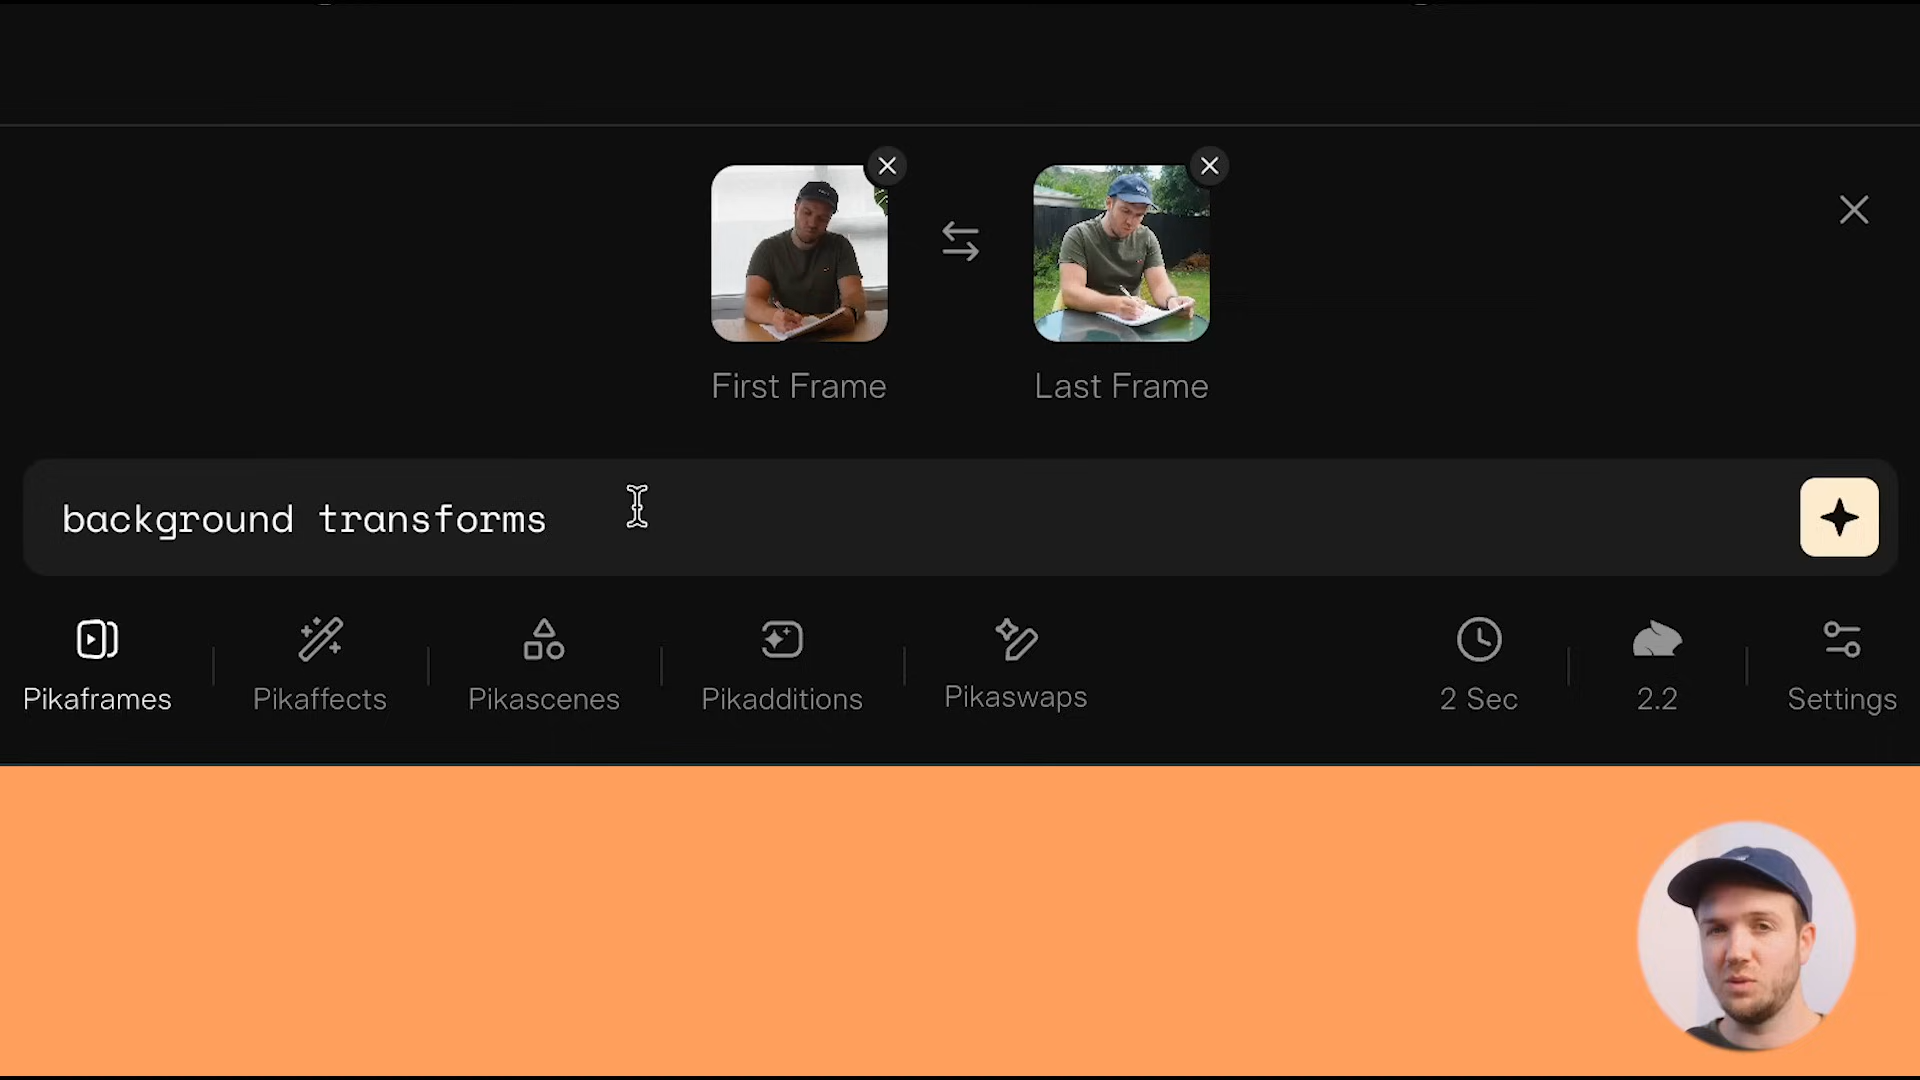 First Frame
Last Frame
background transforms
Pikaframes
Pikaffects
Pikascenes
Pikadditions
Pikaswaps
2 Sec
2.2
Settings